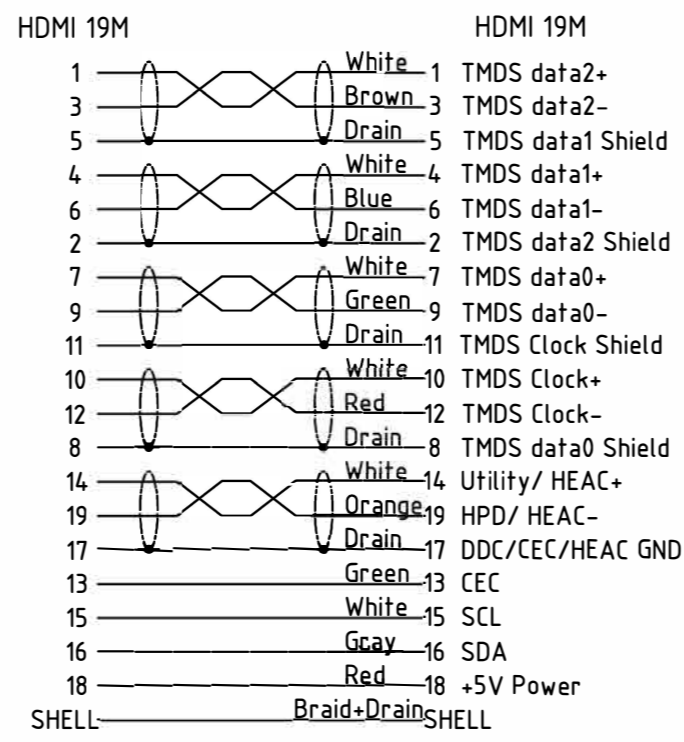 HDMI 19M HDMI 19M
1 White 1 TMDS data2+
3 Brown 3 TMDS data2-
5 Drain 5 TMDS data1 Shield
4 White 4 TMDS data1+
6 Blue 6 TMDS data1-
2 Drain 2 TMDS data2 Shield
7 White 7 TMDS data0+
9 Green 9 TMDS data0-
11 Drain 11 TMDS Clock Shield
10 White 10 TMDS Clock+
12 Red 12 TMDS Clock-
8 Drain 8 TMDS data0 Shield
14 White 14 Utility/ HEAC+
19 Orange 19 HPD/ HEAC-
17 Drain 17 DDC/CEC/HEAC GND
13 Green 13 CEC
15 White 15 SCL
16 Gray 16 SDA
18 Red 18 +5V Power
SHELL Braid+Drain SHELL